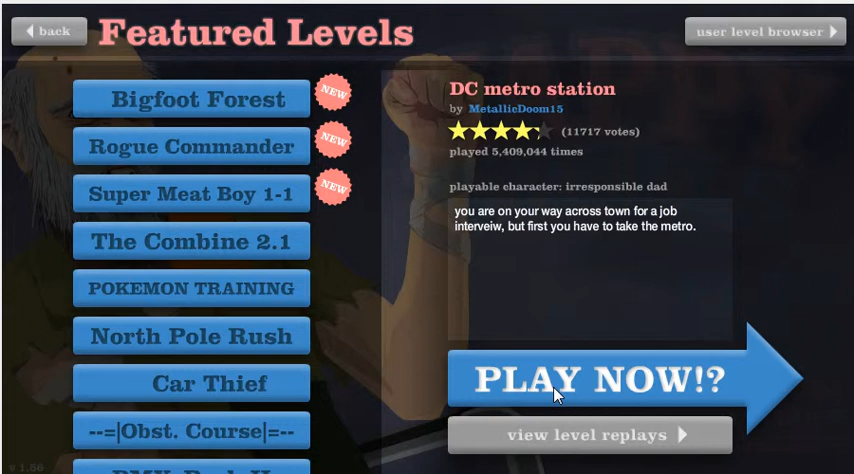 back
Featured Levels
user level browser
Bigfoot Forest
NEW
Rogue Commander
NEW
Super Meat Boy 1-1
NEW
The Combine 2.1
POKEMON TRAINING
North Pole Rush
Car Thief
--=|Obst. Course|=--
DC metro station
by MetallicDoom15
(11717 votes)
played 5,409,044 times
playable character: irresponsible dad
you are on your way across town for a job
interveiw, but first you have to take the metro.
PLAY NOW!?
view level replays
v 1.56